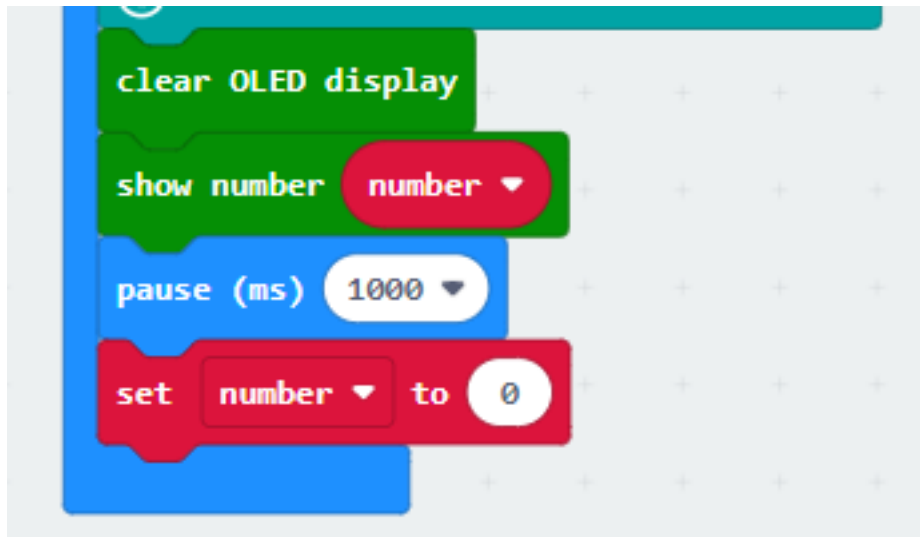 clear OLED display
show number number
pause (ms) 1000
set number to 0